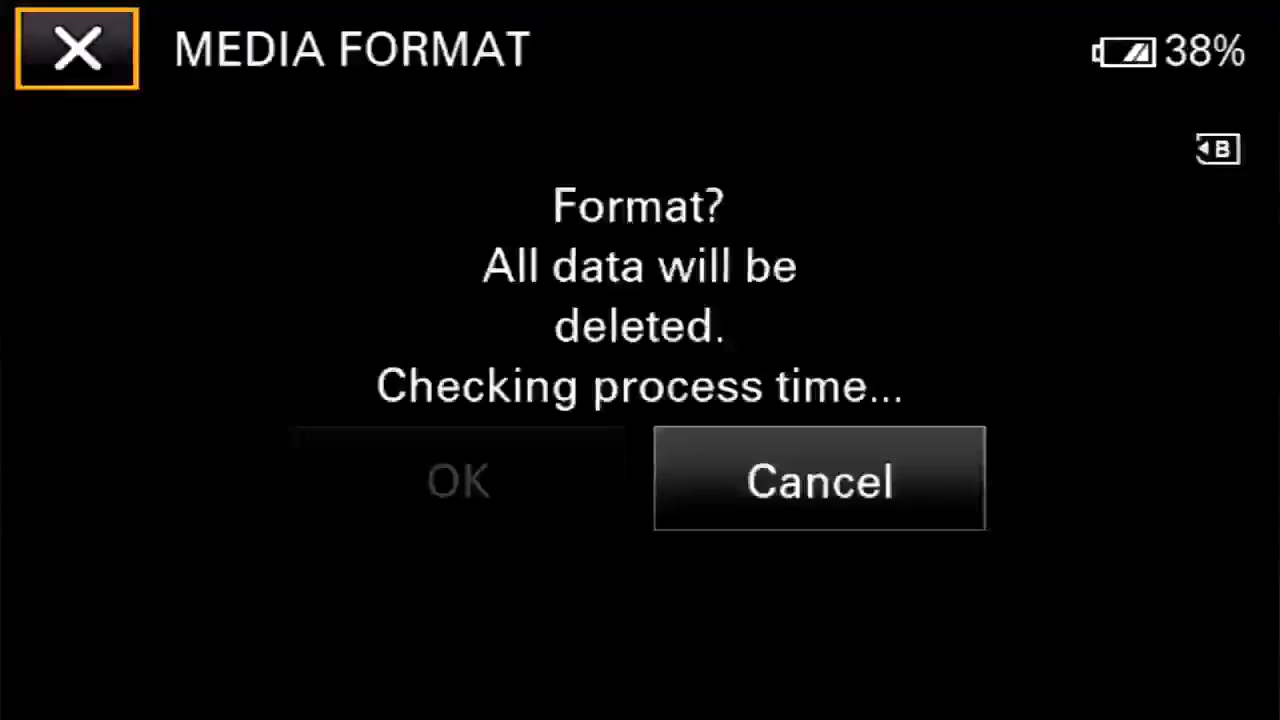 MEDIA FORMAT
38%
B
Format?
All data will be
deleted.
Checking process time...
OK
Cancel